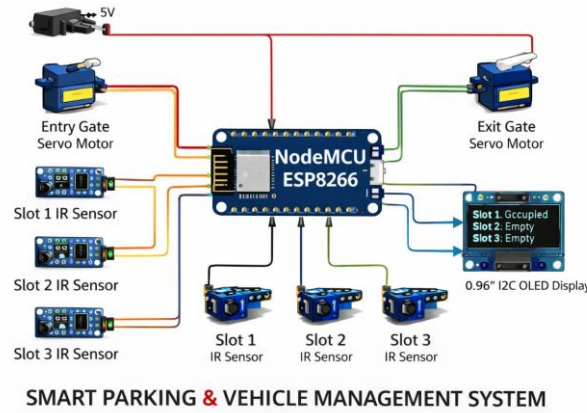 5V
Entry Gate
Servo Motor
Exit Gate
Servo Motor
NodeMCU
ESP8266
Slot 1 IR Sensor
Slot 2 IR Sensor
Slot 3 IR Sensor
Slot 1: Gccupied
Slot 2: Empty
Slot 3: Empty
0.96" I2C OLED Display
Slot 1
IR Sensor
Slot 2
IR Sensor
Slot 3
IR Sensor
SMART PARKING & VEHICLE MANAGEMENT SYSTEM